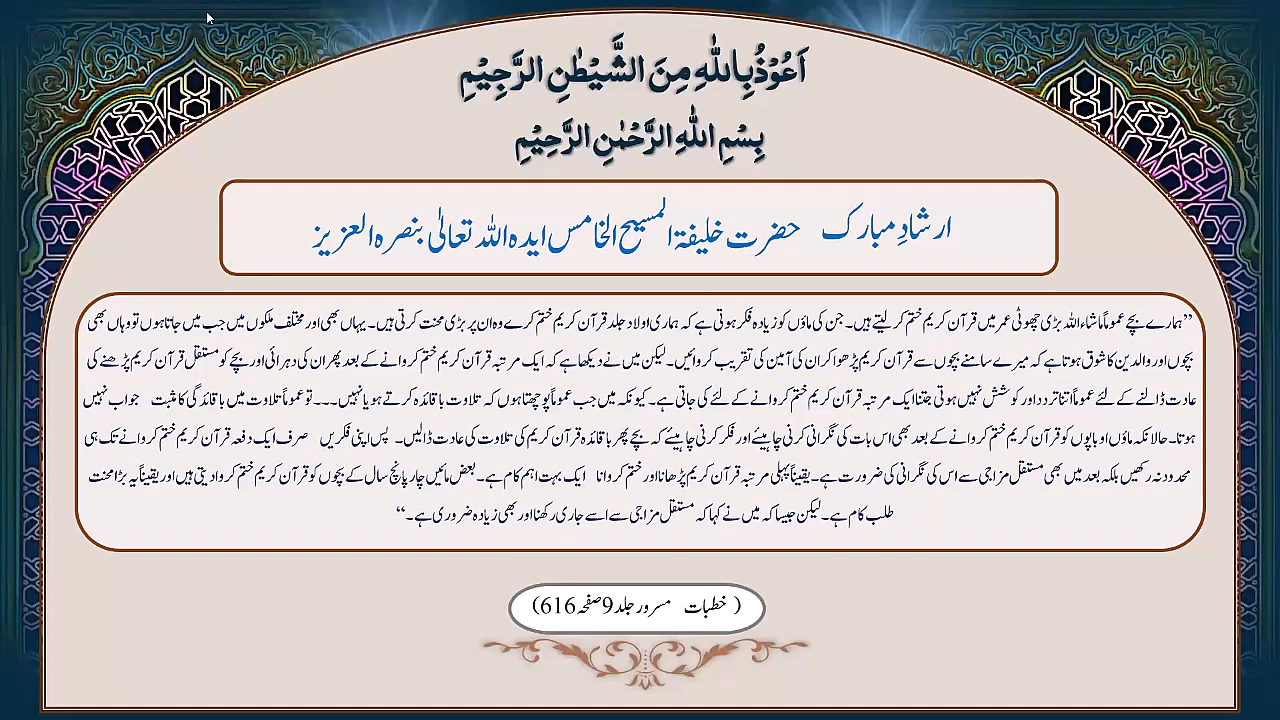 اَعُوْذُ بِاللّٰهِ مِنَ الشَّيْطٰنِ الرَّجِيْمِ
بِسْمِ اللّٰهِ الرَّحْمٰنِ الرَّحِيْمِ
ارشادِ مبارک حضرت خلیفۃ المسیح الخامس ایدہ اللہ تعالیٰ بنصرہ العزیز
”ہمارے بچے عموماً ماشاء اللہ بڑی چھوٹی عمر میں قرآن کریم ختم کر لیتے ہیں۔ جن کی ماؤں کو زیادہ فکر ہوتی ہے کہ ہماری اولاد جلد قرآن کریم ختم کرے وہ ان پر بڑی محنت کرتی ہیں۔ یہاں بھی اور مختلف ملکوں میں جب میں جاتا ہوں تو وہاں بھی
بچوں اور والدین کا شوق ہوتا ہے کہ میرے سامنے بچوں سے قرآن کریم پڑھوا کر ان کی آمین کی تقریب کروائیں۔ لیکن میں نے دیکھا ہے کہ ایک مرتبہ قرآن کریم ختم کروانے کے بعد پھر ان کی دہرائی اور بچے کو مستقل قرآن کریم پڑھنے کی
عادت ڈالنے کے لئے عموماً اتنا تردد اور کوشش نہیں ہوتی جتنا ایک مرتبہ قرآن کریم ختم کروانے کے لئے کی جاتی ہے۔ کیونکہ میں جب عموماً پوچھتا ہوں کہ تلاوت باقاعدہ کرتے ہو یا نہیں۔۔۔ تو عموماً تلاوت میں باقاعدگی کا مثبت جواب نہیں
ہوتا۔ حالانکہ ماؤں او باپوں کو قرآن کریم ختم کروانے کے بعد بھی اس بات کی نگرانی کرنی چاہیئے اور فکر کرنی چاہیئے کہ بچے پھر باقاعدہ قرآن کریم کی تلاوت کی عادت ڈالیں۔ پس اپنی فکریں صرف ایک دفعہ قرآن کریم ختم کروانے تک ہی
محدود نہ رکھیں بلکہ بعد میں بھی مستقل مزاجی سے اس کی نگرانی کی ضرورت ہے۔ یقیناً پہلی مرتبہ قرآن کریم پڑھانا اور ختم کروانا ایک بہت اہم کام ہے۔ بعض مائیں چار پانچ سال کے بچوں کو قرآن کریم ختم کروا دیتی ہیں اور یقیناً یہ بڑا محنت
طلب کام ہے۔ لیکن جیسا کہ میں نے کہا کہ مستقل مزاجی سے اسے جاری رکھنا اور بھی زیادہ ضروری ہے۔“
( خطبات مسرور جلد 9 صفحہ 616)